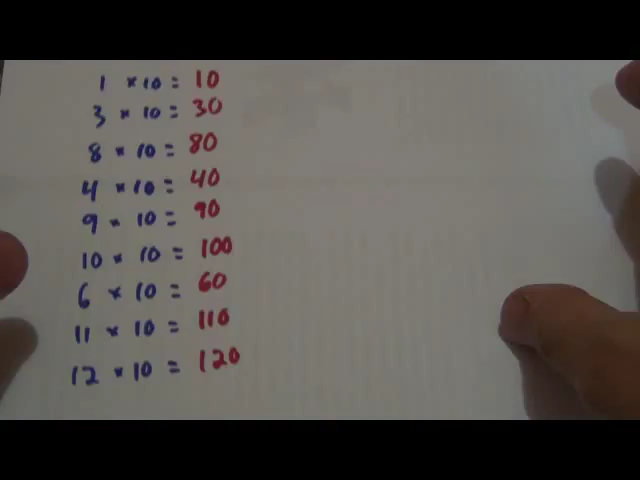 1 × 10 = 10
3 × 10 = 30
8 × 10 = 80
4 × 10 = 40
9 × 10 = 90
10 × 10 = 100
6 × 10 = 60
11 × 10 = 110
12 × 10 = 120